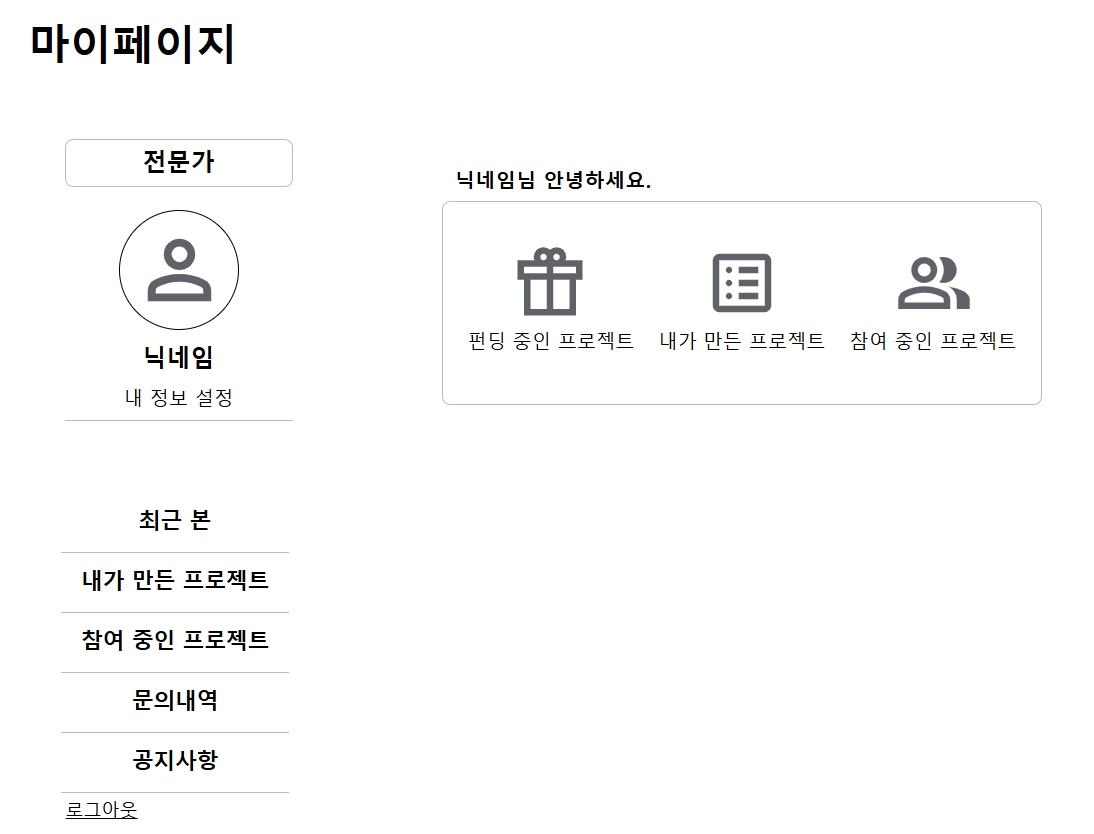 마이페이지
전문가
닉네임
내 정보 설정
최근 본
내가 만든 프로젝트
참여 중인 프로젝트
문의내역
공지사항
로그아웃
닉네임님 안녕하세요.
펀딩 중인 프로젝트 내가 만든 프로젝트 참여 중인 프로젝트